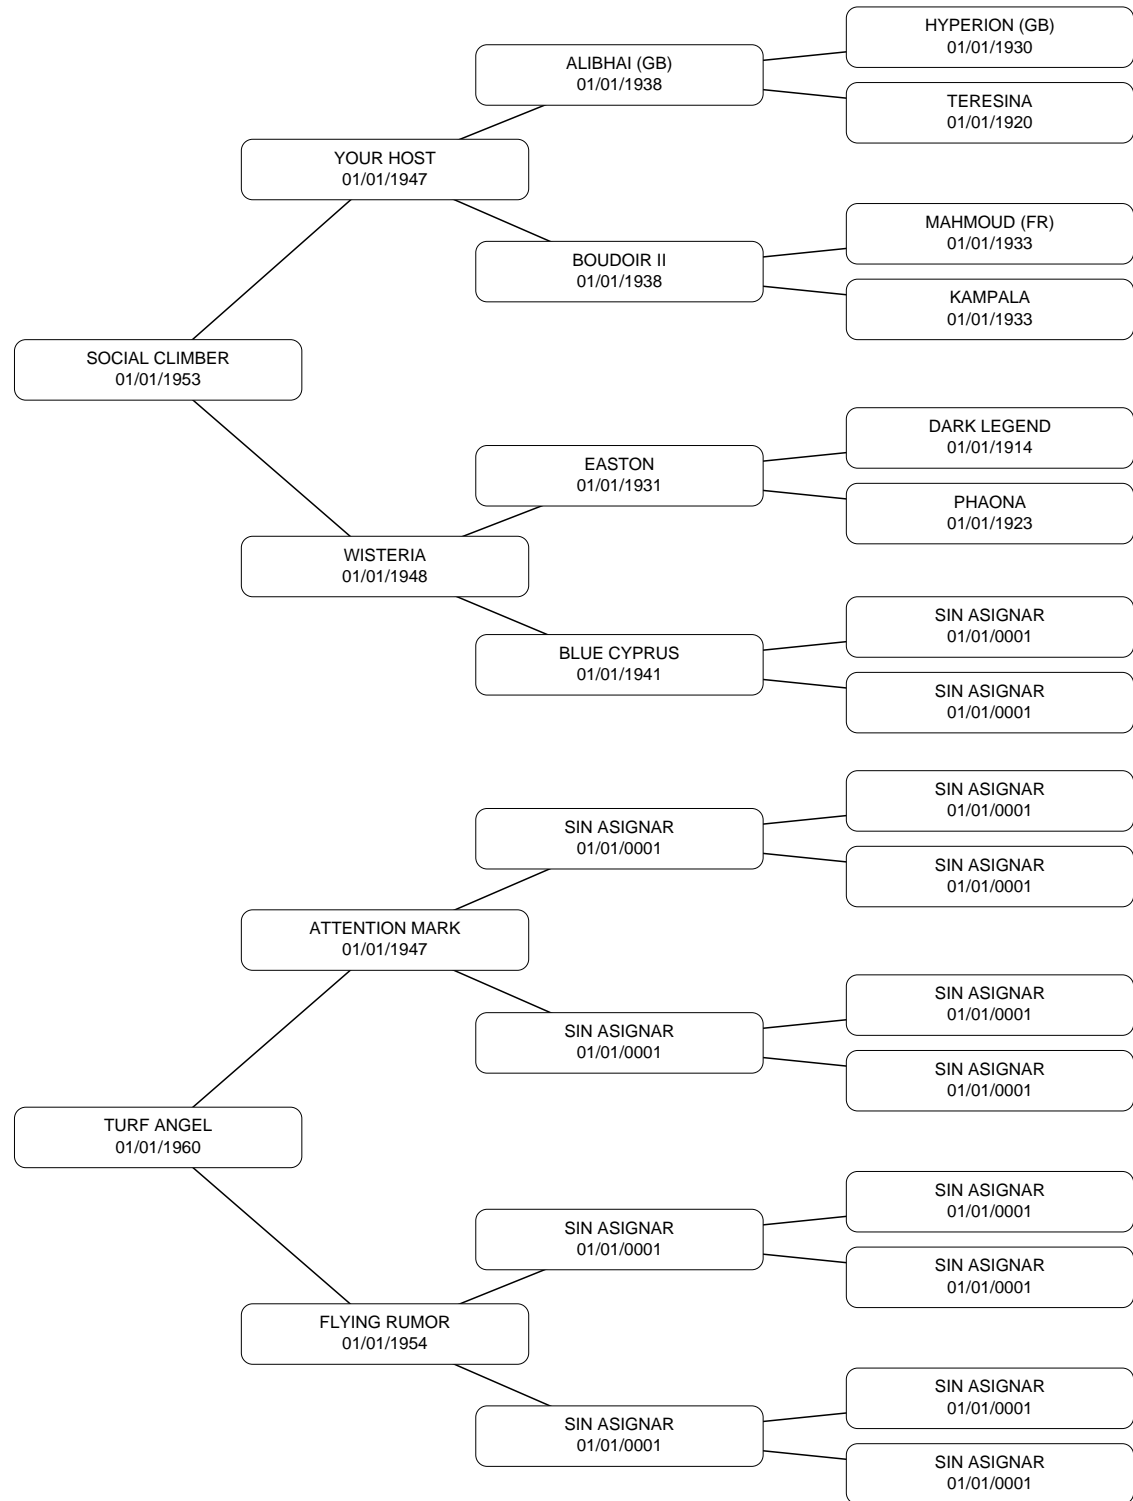 HYPERION (GB)
01/01/1930
ALIBHAI (GB)
01/01/1938
TERESINA
01/01/1920
YOUR HOST
01/01/1947
MAHMOUD (FR)
01/01/1933
BOUDOIR II
01/01/1938
KAMPALA
01/01/1933
SOCIAL CLIMBER
01/01/1953
DARK LEGEND
01/01/1914
EASTON
01/01/1931
PHAONA
01/01/1923
WISTERIA
01/01/1948
SIN ASIGNAR
01/01/0001
BLUE CYPRUS
01/01/1941
SIN ASIGNAR
01/01/0001
SIN ASIGNAR
01/01/0001
SIN ASIGNAR
01/01/0001
SIN ASIGNAR
01/01/0001
ATTENTION MARK
01/01/1947
SIN ASIGNAR
01/01/0001
SIN ASIGNAR
01/01/0001
SIN ASIGNAR
01/01/0001
TURF ANGEL
01/01/1960
SIN ASIGNAR
01/01/0001
SIN ASIGNAR
01/01/0001
SIN ASIGNAR
01/01/0001
FLYING RUMOR
01/01/1954
SIN ASIGNAR
01/01/0001
SIN ASIGNAR
01/01/0001
SIN ASIGNAR
01/01/0001